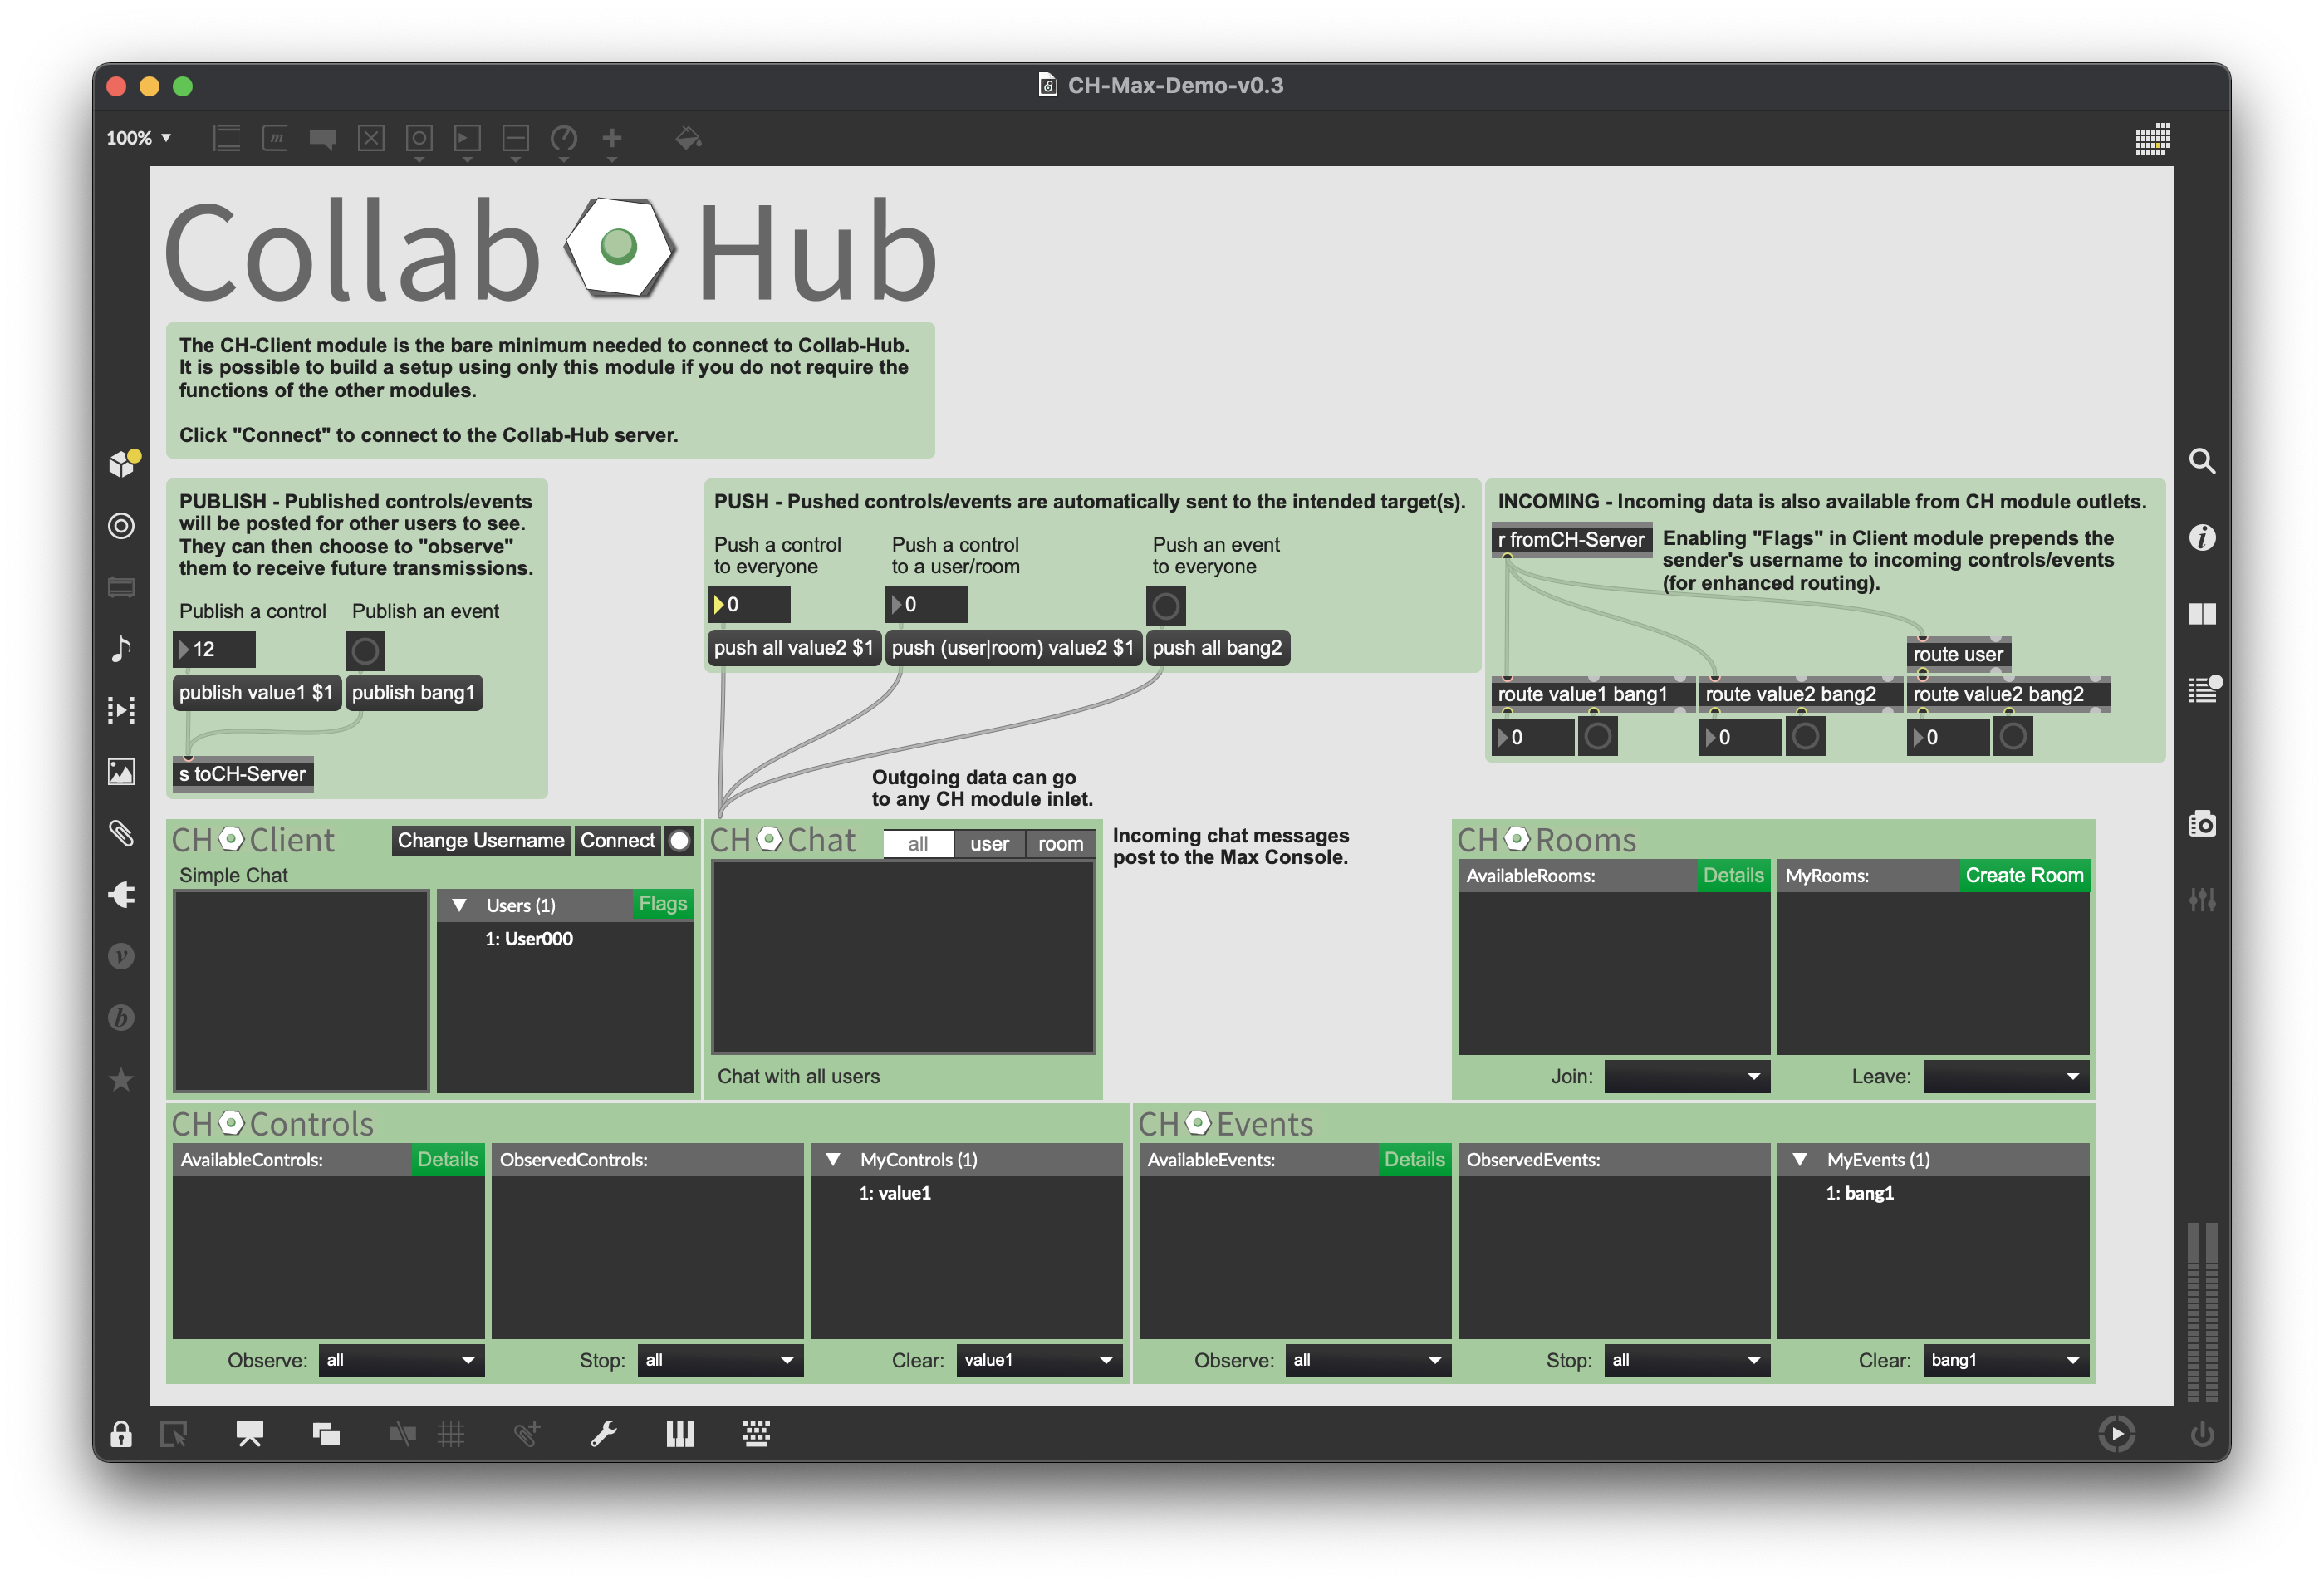 CH-Max-Demo-v0.3
100%
Collab Hub
The CH-Client module is the bare minimum needed to connect to Collab-Hub.
It is possible to build a setup using only this module if you do not require the
functions of the other modules.
Click "Connect" to connect to the Collab-Hub server.
PUBLISH - Published controls/events
will be posted for other users to see.
They can then choose to "observe"
them to receive future transmissions.
Publish a control
Publish an event
12
publish value1 $1
publish bang1
s toCH-Server
PUSH - Pushed controls/events are automatically sent to the intended target(s).
Push a control
to everyone
Push a control
to a user/room
Push an event
to everyone
0
0
push all value2 $1
push (user|room) value2 $1
push all bang2
Outgoing data can go
to any CH module inlet.
INCOMING - Incoming data is also available from CH module outlets.
r fromCH-Server
Enabling "Flags" in Client module prepends the
sender's username to incoming controls/events
(for enhanced routing).
route user
route value1 bang1
route value2 bang2
route value2 bang2
0
0
0
CH Client
Change Username
Connect
Simple Chat
Users (1)
Flags
1: User000
CH Chat
all
user
room
Chat with all users
Incoming chat messages
post to the Max Console.
CH Rooms
AvailableRooms:
Details
MyRooms:
Create Room
Join:
Leave:
CH Controls
AvailableControls:
Details
ObservedControls:
MyControls (1)
1: value1
Observe:
all
Stop:
all
Clear:
value1
CH Events
AvailableEvents:
Details
ObservedEvents:
MyEvents (1)
1: bang1
Observe:
all
Stop:
all
Clear:
bang1